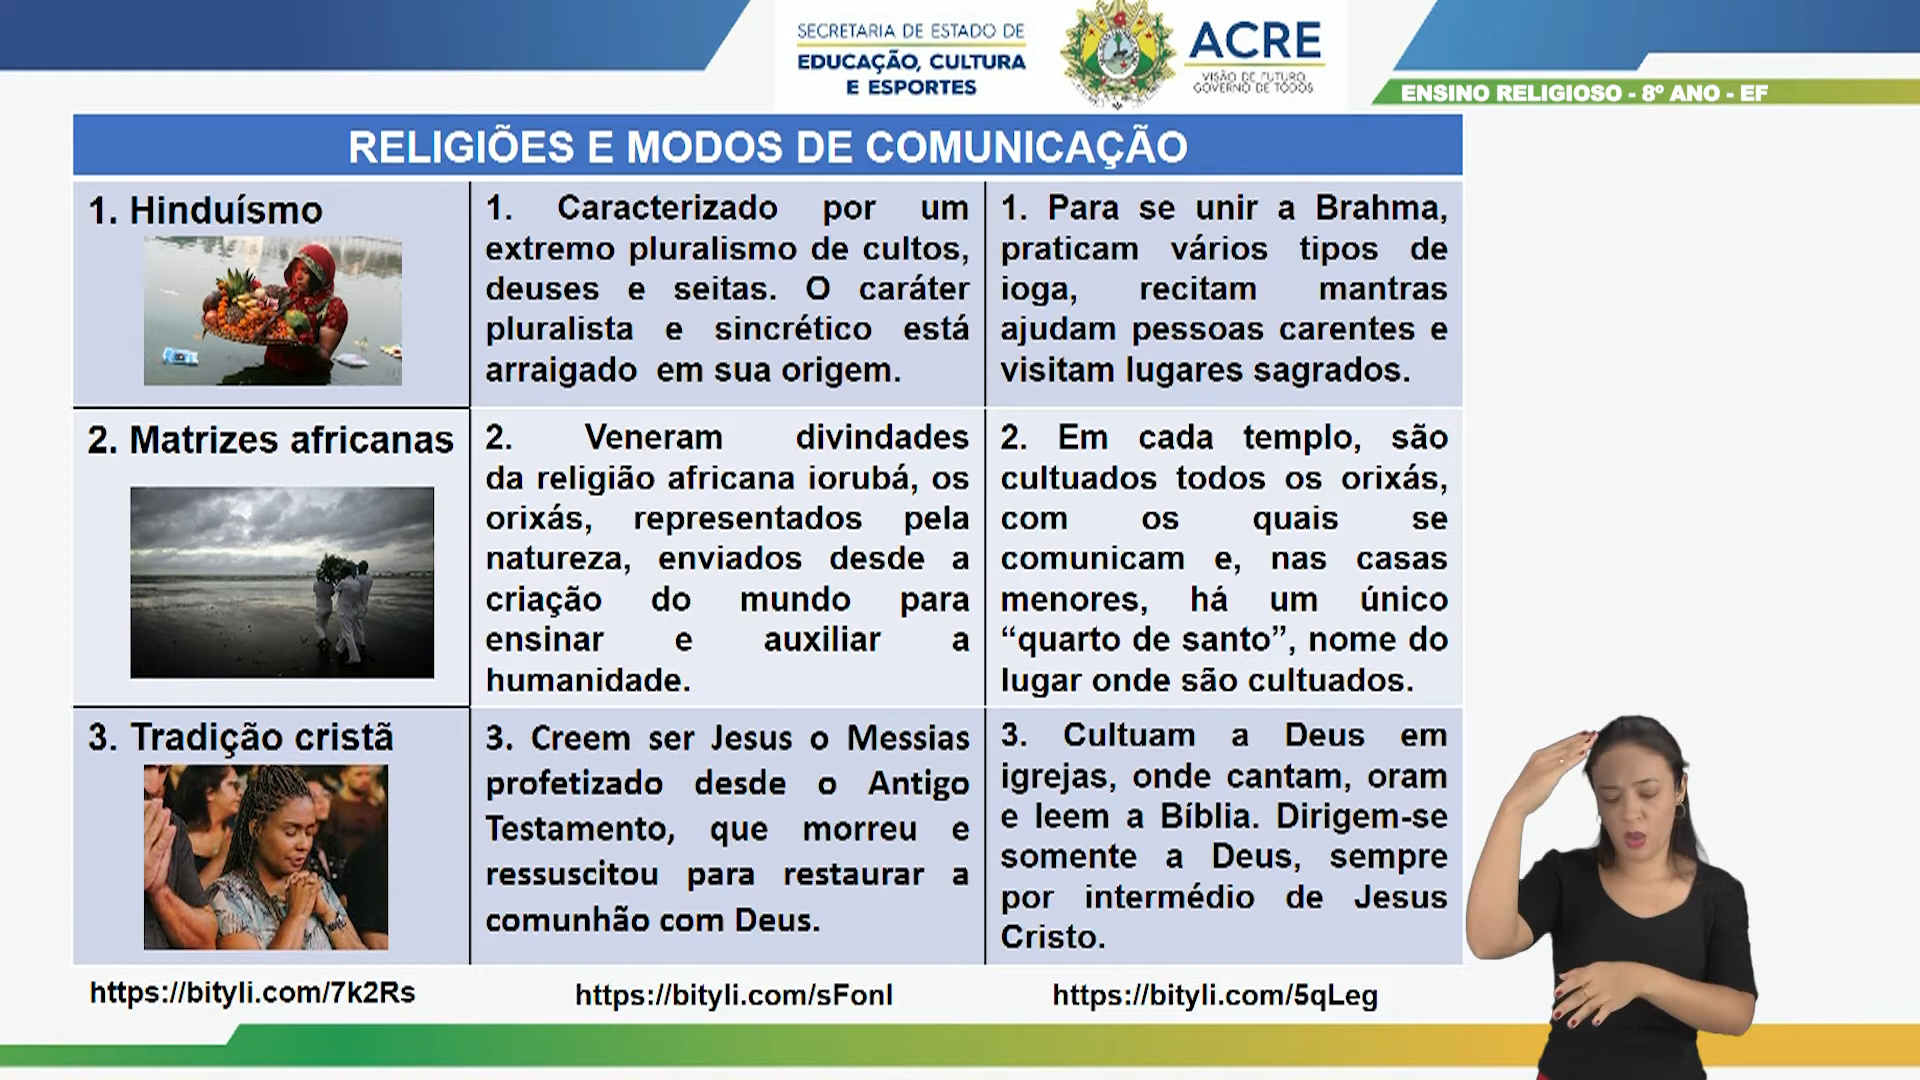 SECRETARIA DE ESTADO DE
EDUCAÇÃO, CULTURA
E ESPORTES
ACRE
VISÃO DE FUTURO,
GOVERNO DE TODOS.
ENSINO RELIGIOSO - 8º ANO - EF
RELIGIÕES E MODOS DE COMUNICAÇÃO
1. Hinduísmo
1. Caracterizado por um
extremo pluralismo de cultos,
deuses e seitas. O caráter
pluralista e sincrético está
arraigado em sua origem.
1. Para se unir a Brahma,
praticam vários tipos de
ioga, recitam mantras
ajudam pessoas carentes e
visitam lugares sagrados.
2. Matrizes africanas
2. Veneram divindades
da religião africana iorubá, os
orixás, representados pela
natureza, enviados desde a
criação do mundo para
ensinar e auxiliar a
humanidade.
2. Em cada templo, são
cultuados todos os orixás,
com os quais se
comunicam e, nas casas
menores, há um único
“quarto de santo”, nome do
lugar onde são cultuados.
3. Tradição cristã
3. Creem ser Jesus o Messias
profetizado desde o Antigo
Testamento, que morreu e
ressuscitou para restaurar a
comunhão com Deus.
3. Cultuam a Deus em
igrejas, onde cantam, oram
e leem a Bíblia. Dirigem-se
somente a Deus, sempre
por intermédio de Jesus
Cristo.
https://bityli.com/7k2Rs
https://bityli.com/sFonI
https://bityli.com/5qLeg